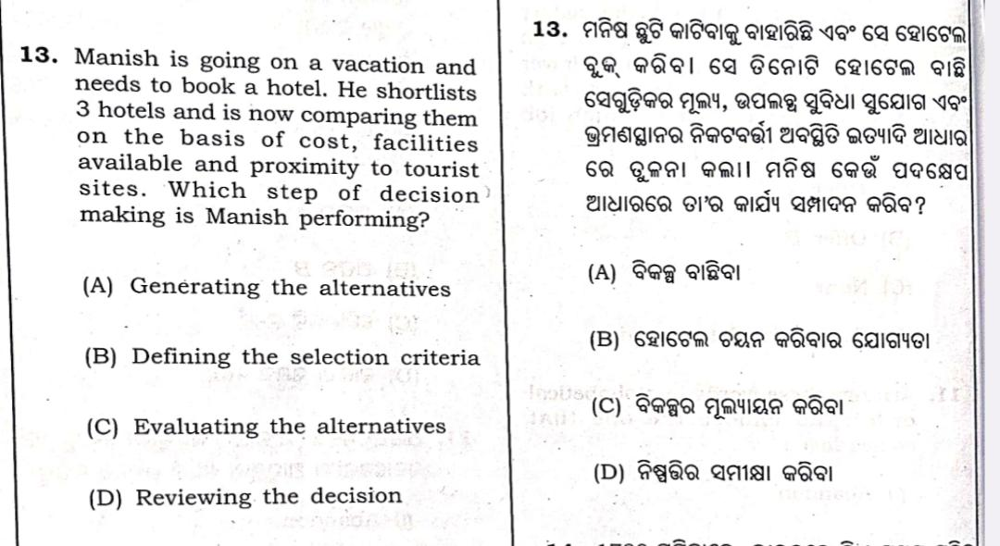 13. Manish is going on a vacation and
needs to book a hotel. He shortlists
3 hotels and is now comparing them
on the basis of cost, facilities
available and proximity to tourist
sites. Which step of decision
making is Manish performing?
(A) Generating the alternatives
(B) Defining the selection criteria
(C) Evaluating the alternatives
(D) Reviewing the decision
13. ମନିଷ ଛୁଟି କାଟିବାକୁ ବାହାରିଛି ଏବଂ ସେ ହୋଟେଲ
ବୁକ୍ କରିବ। ସେ ତିନୋଟି ହୋଟେଲ ବାଛି
ସେଗୁଡ଼ିକର ମୂଲ୍ୟ, ଉପଲବ୍ଧ ସୁବିଧା ସୁଯୋଗ ଏବଂ
ଭ୍ରମଣସ୍ଥାନର ନିକଟବର୍ତ୍ତୀ ଅବସ୍ଥିତି ଇତ୍ୟାଦି ଆଧାର
ରେ ତୁଳନା କଲା। ମନିଷ କେଉଁ ପଦକ୍ଷେପ
ଆଧାରରେ ତା'ର କାର୍ଯ୍ୟ ସମ୍ପାଦନ କରିବ?
(A) ବିକଳ୍ପ ବାଛିବା
(B) ହୋଟେଲ ଚୟନ କରିବାର ଯୋଗ୍ୟତା
(C) ବିକଳ୍ପର ମୂଲ୍ୟାୟନ କରିବା
(D) ନିଷ୍ପତ୍ତିର ସମୀକ୍ଷା କରିବା